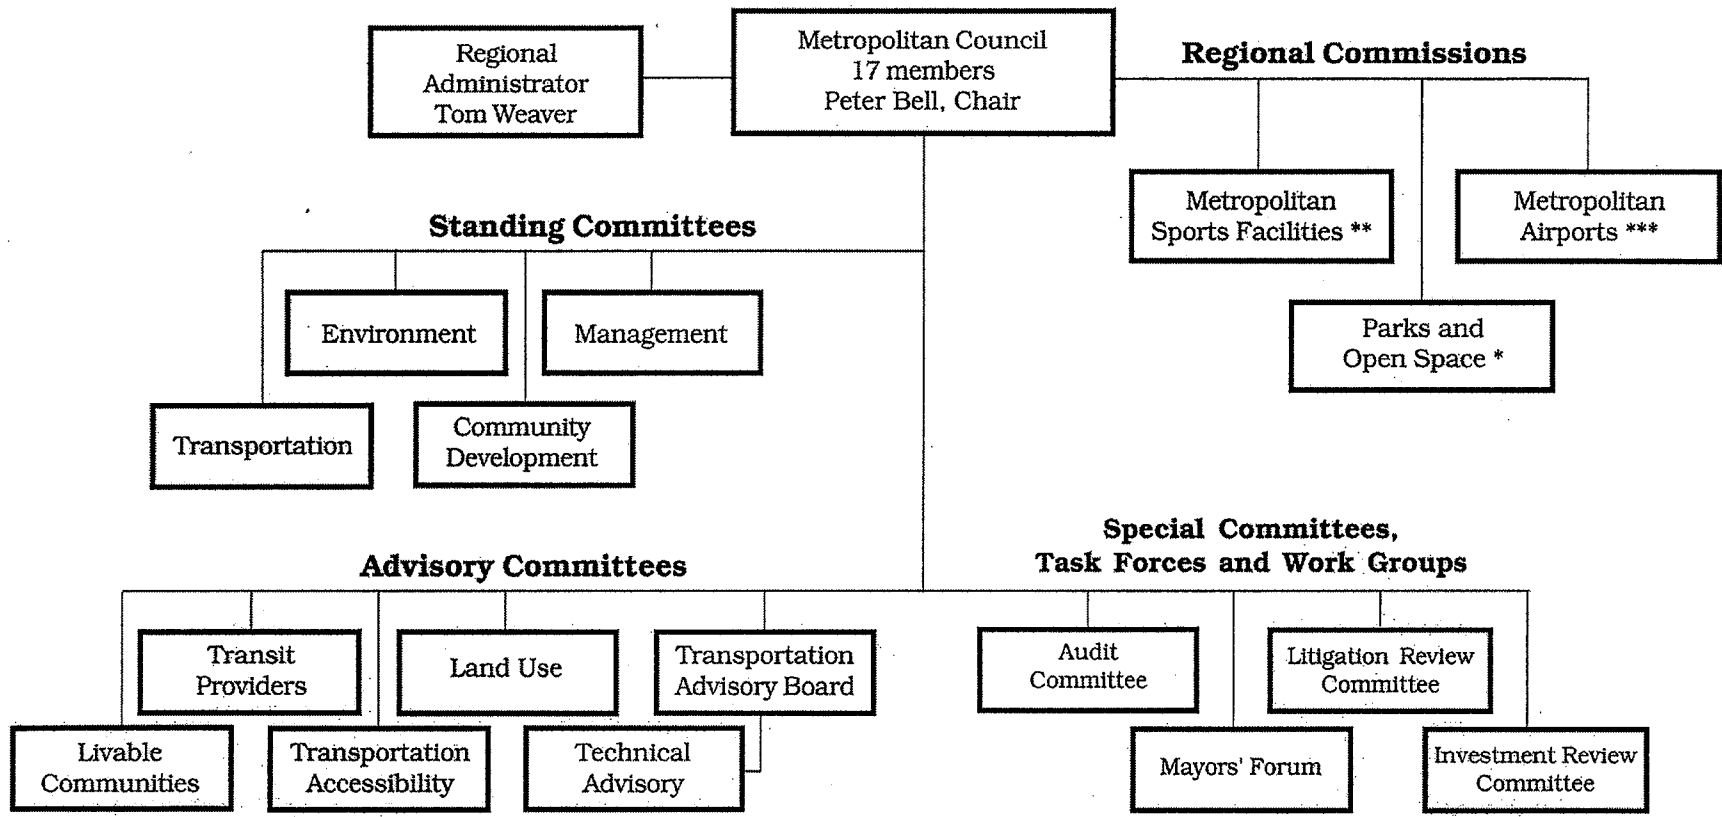 Regional
Administrator
Tom Weaver
Metropolitan Council
17 members
Peter Bell, Chair
Regional Commissions
Metropolitan
Sports Facilities **
Metropolitan
Airports ***
Parks and
Open Space *
Standing Committees
Environment
Management
Transportation
Community
Development
Advisory Committees
Transit
Providers
Land Use
Transportation
Advisory Board
Livable
Communities
Transportation
Accessibility
Technical
Advisory
Special Committees,
Task Forces and Work Groups
Audit
Committee
Litigation Review
Committee
Mayors' Forum
Investment Review
Committee